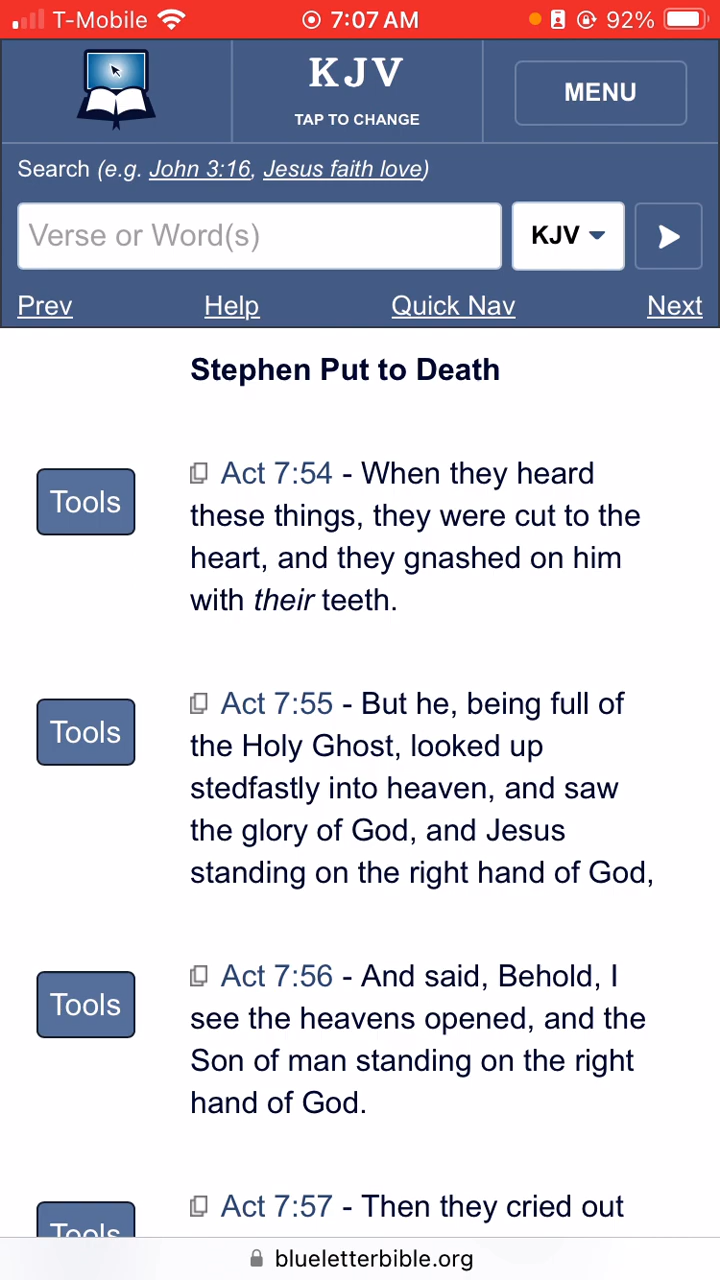 T-Mobile 7:07 AM 92%
KJV
TAP TO CHANGE
MENU
Search (e.g. John 3:16, Jesus faith love)
Verse or Word(s) KJV
Prev Help Quick Nav Next
Stephen Put to Death
Tools
Act 7:54 - When they heard
these things, they were cut to the
heart, and they gnashed on him
with their teeth.
Tools
Act 7:55 - But he, being full of
the Holy Ghost, looked up
stedfastly into heaven, and saw
the glory of God, and Jesus
standing on the right hand of God,
Tools
Act 7:56 - And said, Behold, I
see the heavens opened, and the
Son of man standing on the right
hand of God.
Tools
Act 7:57 - Then they cried out
blueletterbible.org